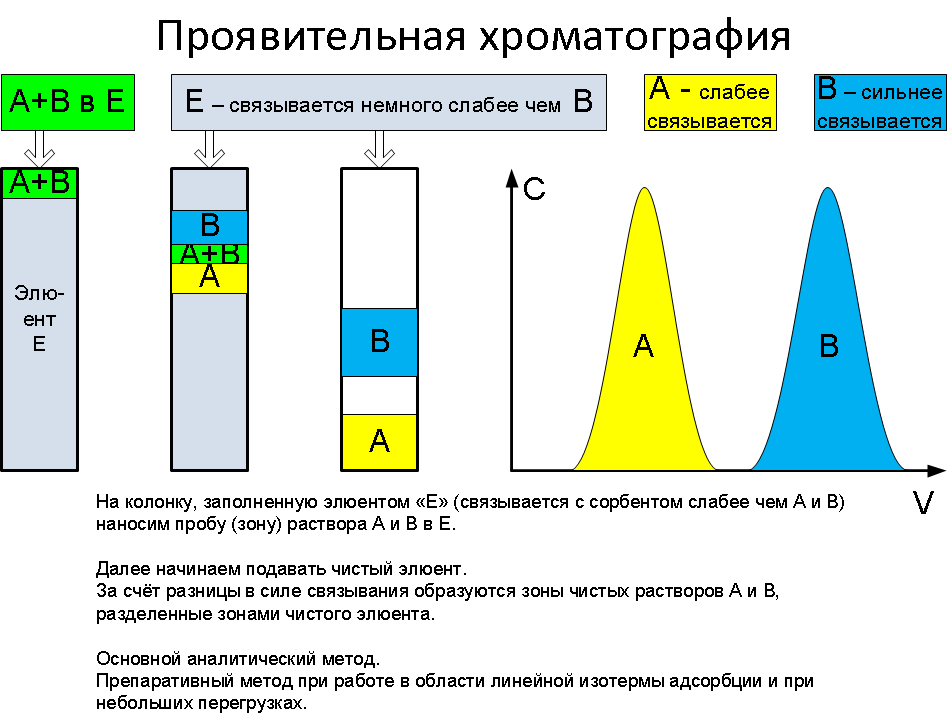 Проявительная хроматография
А+В в Е
Е – связывается немного слабее чем В
А - слабее
связывается
В – сильнее
связывается
А+В
Элю-
ент
Е
В
А+В
А
В
А
С
А
В
V
На колонку, заполненную элюентом «Е» (связывается с сорбентом слабее чем А и В)
наносим пробу (зону) раствора А и В в Е.
Далее начинаем подавать чистый элюент.
За счёт разницы в силе связывания образуются зоны чистых растворов А и В,
разделенные зонами чистого элюента.
Основной аналитический метод.
Препаративный метод при работе в области линейной изотермы адсорбции и при
небольших перегрузках.